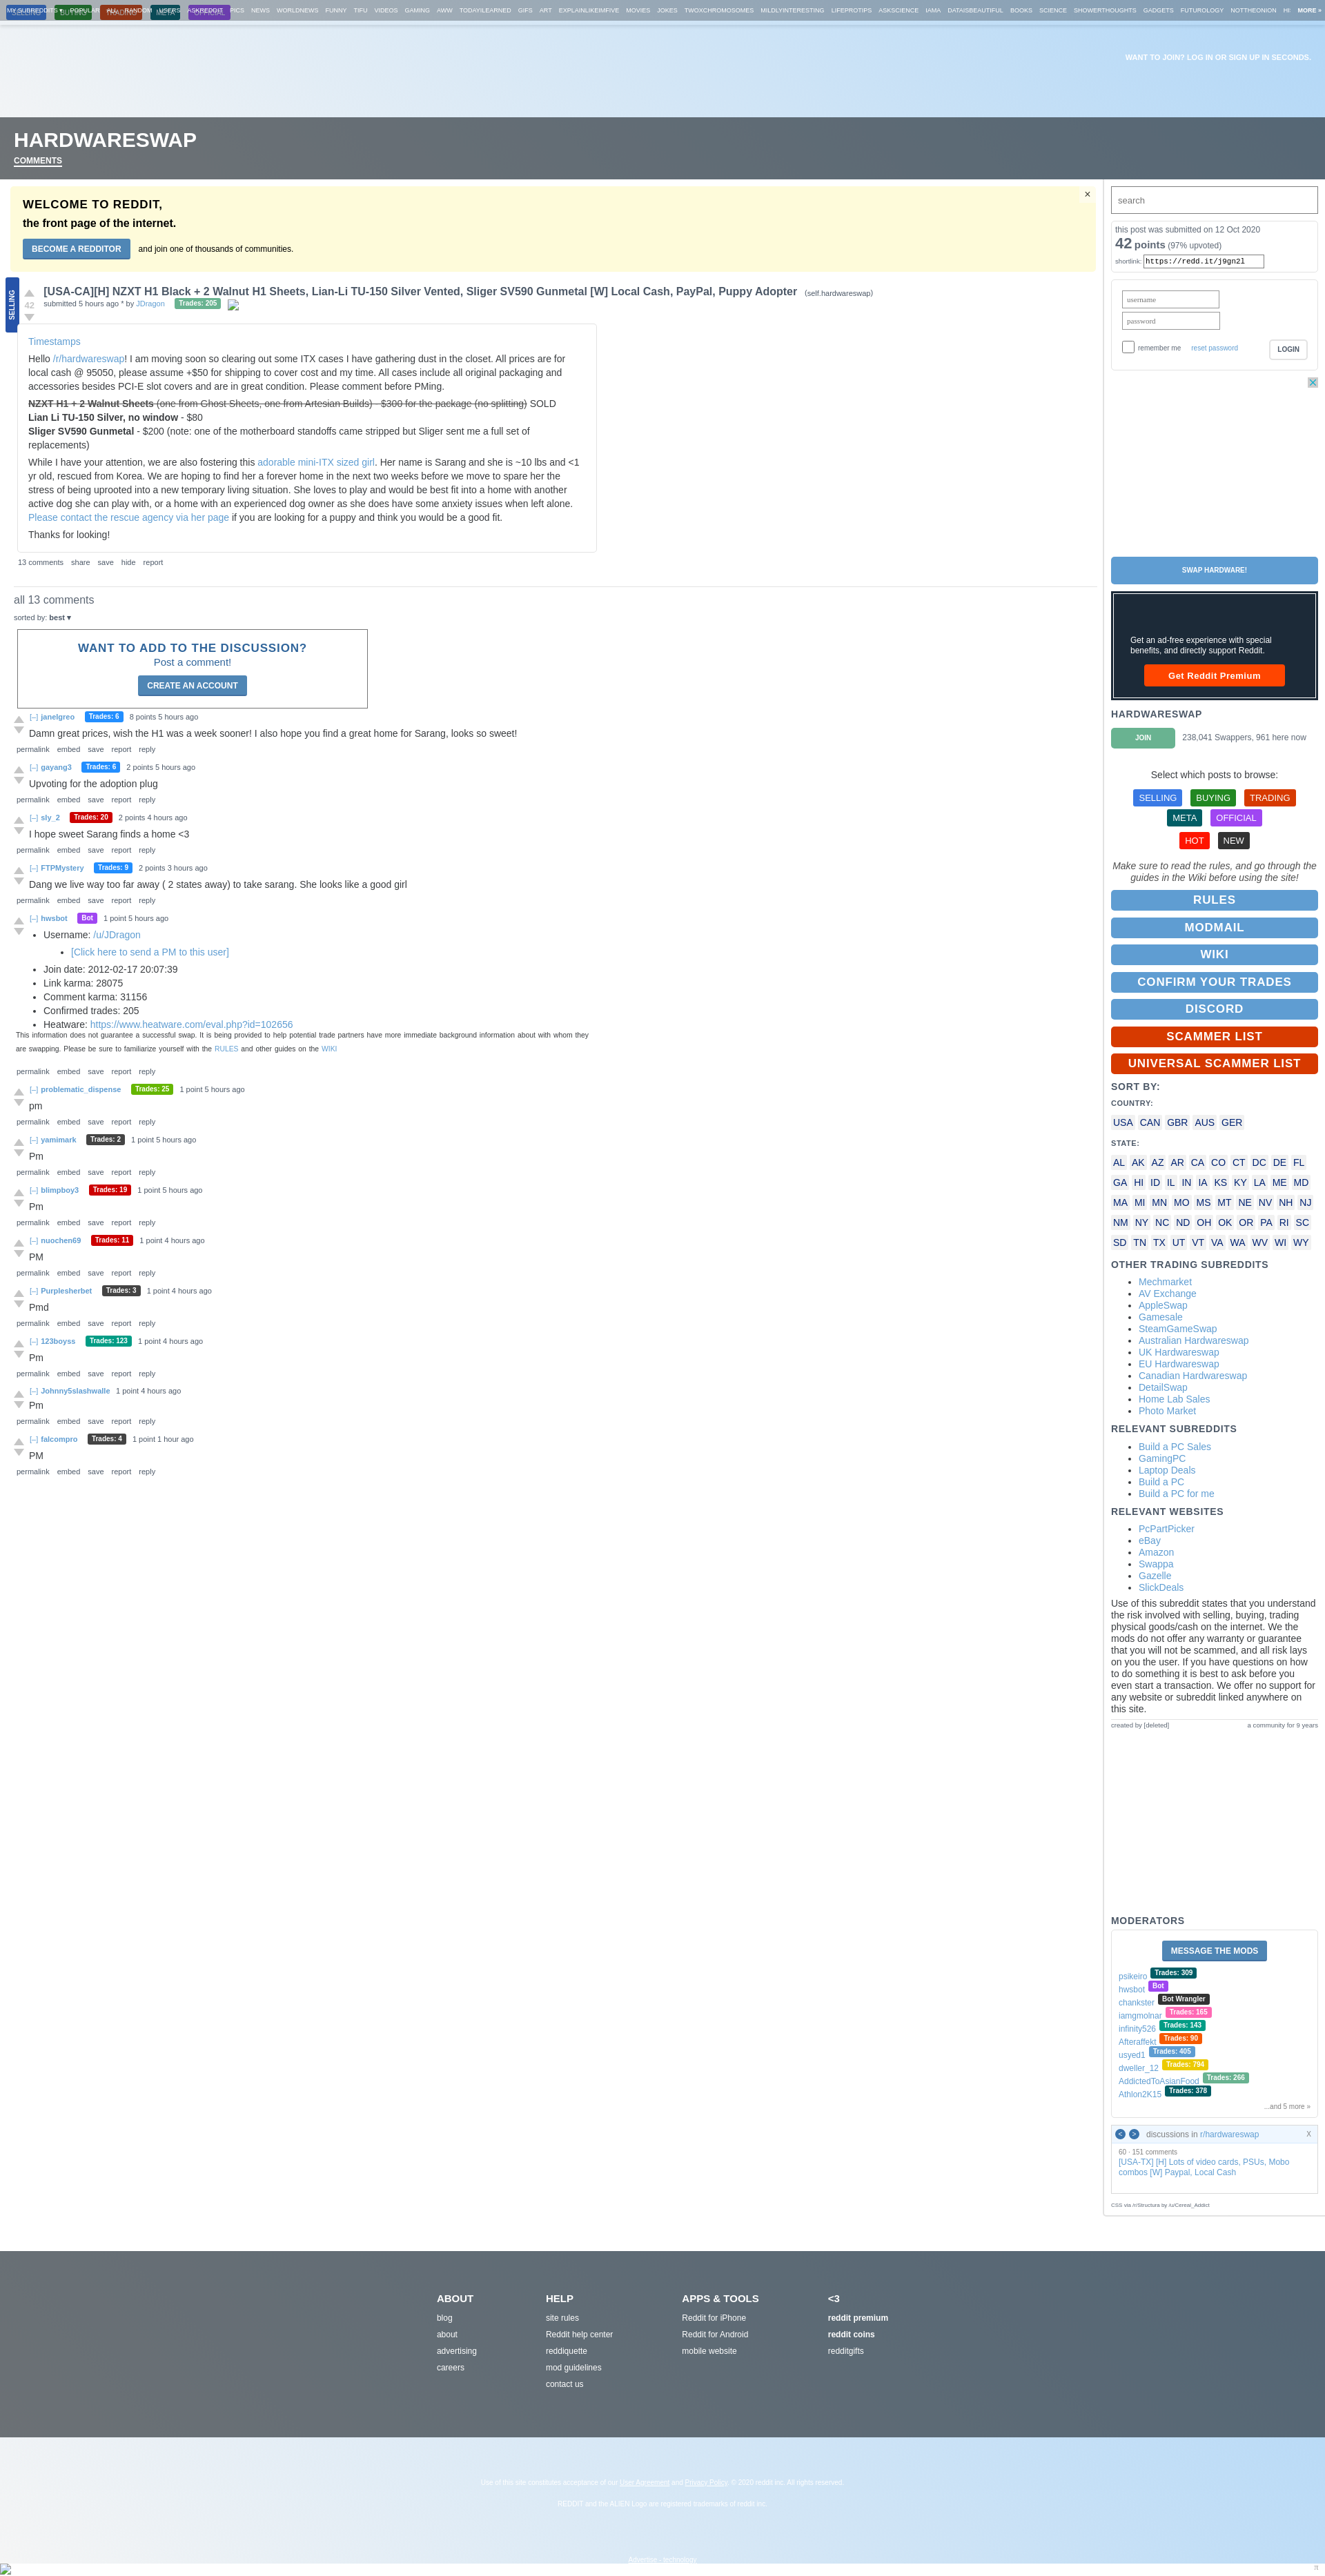 MY SUBREDDITS ▾ POPULAR ALL RANDOM USERS ASKREDDIT PICS NEWS WORLDNEWS FUNNY TIFU VIDEOS GAMING AWW TODAYILEARNED GIFS ART EXPLAINLIKEIMFIVE MOVIES JOKES TWOXCHROMOSOMES MILDLYINTERESTING LIFEPROTIPS ASKSCIENCE IAMA DATAISBEAUTIFUL BOOKS SCIENCE SHOWERTHOUGHTS GADGETS FUTUROLOGY NOTTHEONION HI MORE »
SELLING BUYING TRADING META OFFICIAL
WANT TO JOIN? LOG IN OR SIGN UP IN SECONDS.
HARDWARESWAP
COMMENTS
WELCOME TO REDDIT,
the front page of the internet.
BECOME A REDDITOR and join one of thousands of communities.
×
SELLING
42
[USA-CA][H] NZXT H1 Black + 2 Walnut H1 Sheets, Lian-Li TU-150 Silver Vented, Sliger SV590 Gunmetal [W] Local Cash, PayPal, Puppy Adopter (self.hardwareswap)
submitted 5 hours ago * by JDragon Trades: 205
Timestamps
Hello /r/hardwareswap! I am moving soon so clearing out some ITX cases I have gathering dust in the closet. All prices are for
local cash @ 95050, please assume +$50 for shipping to cover cost and my time. All cases include all original packaging and
accessories besides PCI-E slot covers and are in great condition. Please comment before PMing.
NZXT H1 + 2 Walnut Sheets (one from Ghost Sheets, one from Artesian Builds) - $300 for the package (no splitting) SOLD
Lian Li TU-150 Silver, no window - $80
Sliger SV590 Gunmetal - $200 (note: one of the motherboard standoffs came stripped but Sliger sent me a full set of
replacements)
While I have your attention, we are also fostering this adorable mini-ITX sized girl. Her name is Sarang and she is ~10 lbs and <1
yr old, rescued from Korea. We are hoping to find her a forever home in the next two weeks before we move to spare her the
stress of being uprooted into a new temporary living situation. She loves to play and would be best fit into a home with another
active dog she can play with, or a home with an experienced dog owner as she does have some anxiety issues when left alone.
Please contact the rescue agency via her page if you are looking for a puppy and think you would be a good fit.
Thanks for looking!
13 comments share save hide report
all 13 comments
sorted by: best ▾
WANT TO ADD TO THE DISCUSSION?
Post a comment!
CREATE AN ACCOUNT
[–] janelgreo Trades: 6 8 points 5 hours ago
Damn great prices, wish the H1 was a week sooner! I also hope you find a great home for Sarang, looks so sweet!
permalink embed save report reply
[–] gayang3 Trades: 6 2 points 5 hours ago
Upvoting for the adoption plug
permalink embed save report reply
[–] sly_2 Trades: 20 2 points 4 hours ago
I hope sweet Sarang finds a home <3
permalink embed save report reply
[–] FTPMystery Trades: 9 2 points 3 hours ago
Dang we live way too far away ( 2 states away) to take sarang. She looks like a good girl
permalink embed save report reply
[–] hwsbot Bot 1 point 5 hours ago
• Username: /u/JDragon
• [Click here to send a PM to this user]
• Join date: 2012-02-17 20:07:39
• Link karma: 28075
• Comment karma: 31156
• Confirmed trades: 205
• Heatware: https://www.heatware.com/eval.php?id=102656
This information does not guarantee a successful swap. It is being provided to help potential trade partners have more immediate background information about with whom they
are swapping. Please be sure to familiarize yourself with the RULES and other guides on the WIKI
permalink embed save report reply
[–] problematic_dispense Trades: 25 1 point 5 hours ago
pm
permalink embed save report reply
[–] yamimark Trades: 2 1 point 5 hours ago
Pm
permalink embed save report reply
[–] blimpboy3 Trades: 19 1 point 5 hours ago
Pm
permalink embed save report reply
[–] nuochen69 Trades: 11 1 point 4 hours ago
PM
permalink embed save report reply
[–] Purplesherbet Trades: 3 1 point 4 hours ago
Pmd
permalink embed save report reply
[–] 123boyss Trades: 123 1 point 4 hours ago
Pm
permalink embed save report reply
[–] Johnny5slashwalle 1 point 4 hours ago
Pm
permalink embed save report reply
[–] falcompro Trades: 4 1 point 1 hour ago
PM
permalink embed save report reply
search
this post was submitted on 12 Oct 2020
42 points (97% upvoted)
shortlink: https://redd.it/j9gn2l
username
password
remember me reset password LOGIN
SWAP HARDWARE!
Get an ad-free experience with special
benefits, and directly support Reddit.
Get Reddit Premium
HARDWARESWAP
JOIN 238,041 Swappers, 961 here now
Select which posts to browse:
SELLING BUYING TRADING
META OFFICIAL
HOT NEW
Make sure to read the rules, and go through the
guides in the Wiki before using the site!
RULES
MODMAIL
WIKI
CONFIRM YOUR TRADES
DISCORD
SCAMMER LIST
UNIVERSAL SCAMMER LIST
SORT BY:
COUNTRY:
USA CAN GBR AUS GER
STATE:
AL AK AZ AR CA CO CT DC DE FL
GA HI ID IL IN IA KS KY LA ME MD
MA MI MN MO MS MT NE NV NH NJ
NM NY NC ND OH OK OR PA RI SC
SD TN TX UT VT VA WA WV WI WY
OTHER TRADING SUBREDDITS
• Mechmarket
• AV Exchange
• AppleSwap
• Gamesale
• SteamGameSwap
• Australian Hardwareswap
• UK Hardwareswap
• EU Hardwareswap
• Canadian Hardwareswap
• DetailSwap
• Home Lab Sales
• Photo Market
RELEVANT SUBREDDITS
• Build a PC Sales
• GamingPC
• Laptop Deals
• Build a PC
• Build a PC for me
RELEVANT WEBSITES
• PcPartPicker
• eBay
• Amazon
• Swappa
• Gazelle
• SlickDeals
Use of this subreddit states that you understand
the risk involved with selling, buying, trading
physical goods/cash on the internet. We the
mods do not offer any warranty or guarantee
that you will not be scammed, and all risk lays
on you the user. If you have questions on how
to do something it is best to ask before you
even start a transaction. We offer no support for
any website or subreddit linked anywhere on
this site.
created by [deleted] a community for 9 years
MODERATORS
MESSAGE THE MODS
psikeiro Trades: 309
hwsbot Bot
chankster Bot Wrangler
iamgmolnar Trades: 165
infinity526 Trades: 143
Afteraffekt Trades: 90
usyed1 Trades: 405
dweller_12 Trades: 794
AddictedToAsianFood Trades: 266
Athlon2K15 Trades: 378
...and 5 more »
< > discussions in r/hardwareswap X
60 · 151 comments
[USA-TX] [H] Lots of video cards, PSUs, Mobo
combos [W] Paypal, Local Cash
CSS via /r/Structura by /u/Cereal_Addict
ABOUT
blog
about
advertising
careers
HELP
site rules
Reddit help center
reddiquette
mod guidelines
contact us
APPS & TOOLS
Reddit for iPhone
Reddit for Android
mobile website
<3
reddit premium
reddit coins
redditgifts
Use of this site constitutes acceptance of our User Agreement and Privacy Policy. © 2020 reddit inc. All rights reserved.
REDDIT and the ALIEN Logo are registered trademarks of reddit inc.
Advertise - technology
π